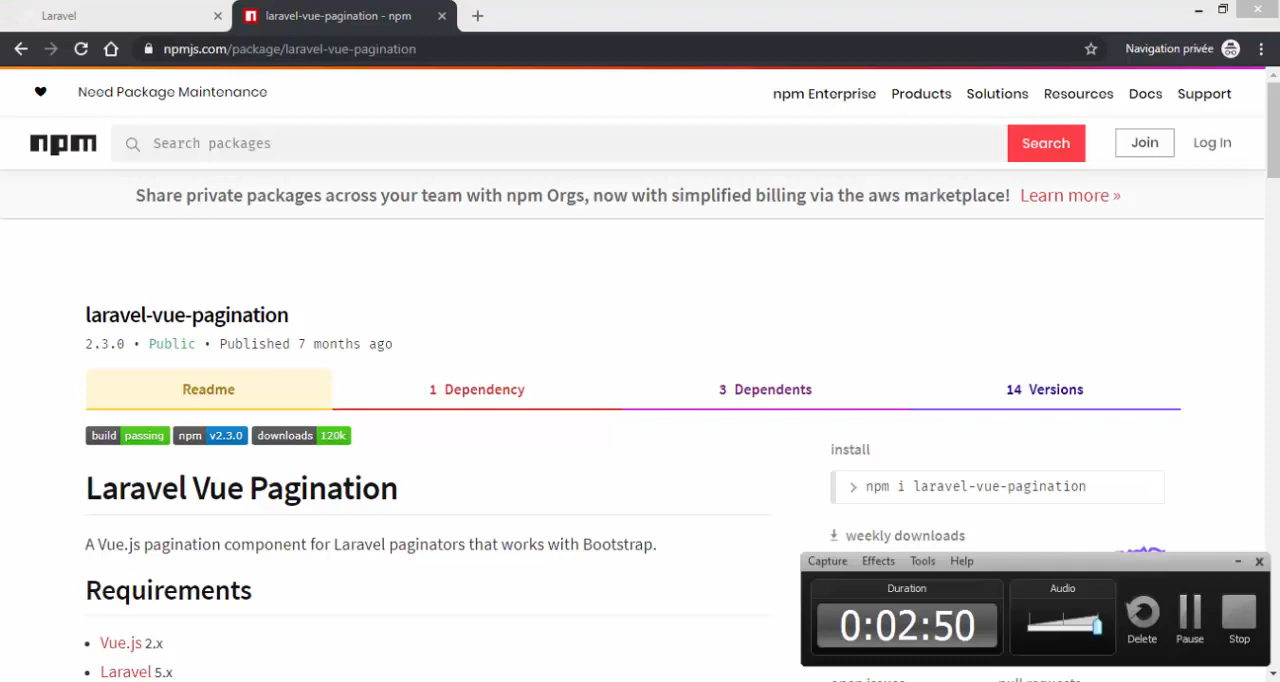 Laravel
laravel-vue-pagination - npm
npmjs.com/package/laravel-vue-pagination
Navigation privée
Need Package Maintenance
npm Enterprise Products Solutions Resources Docs Support
npm
Search packages
Search
Join
Log In
Share private packages across your team with npm Orgs, now with simplified billing via the aws marketplace! Learn more »
laravel-vue-pagination
2.3.0 • Public • Published 7 months ago
Readme
1 Dependency
3 Dependents
14 Versions
build passing npm v2.3.0 downloads 120k
install
Laravel Vue Pagination
> npm i laravel-vue-pagination
weekly downloads
A Vue.js pagination component for Laravel paginators that works with Bootstrap.
Requirements
• Vue.js 2.x
• Laravel 5.x
Capture Effects Tools Help
Duration
Audio
0:02:50
Delete
Pause
Stop
open issues pull requests